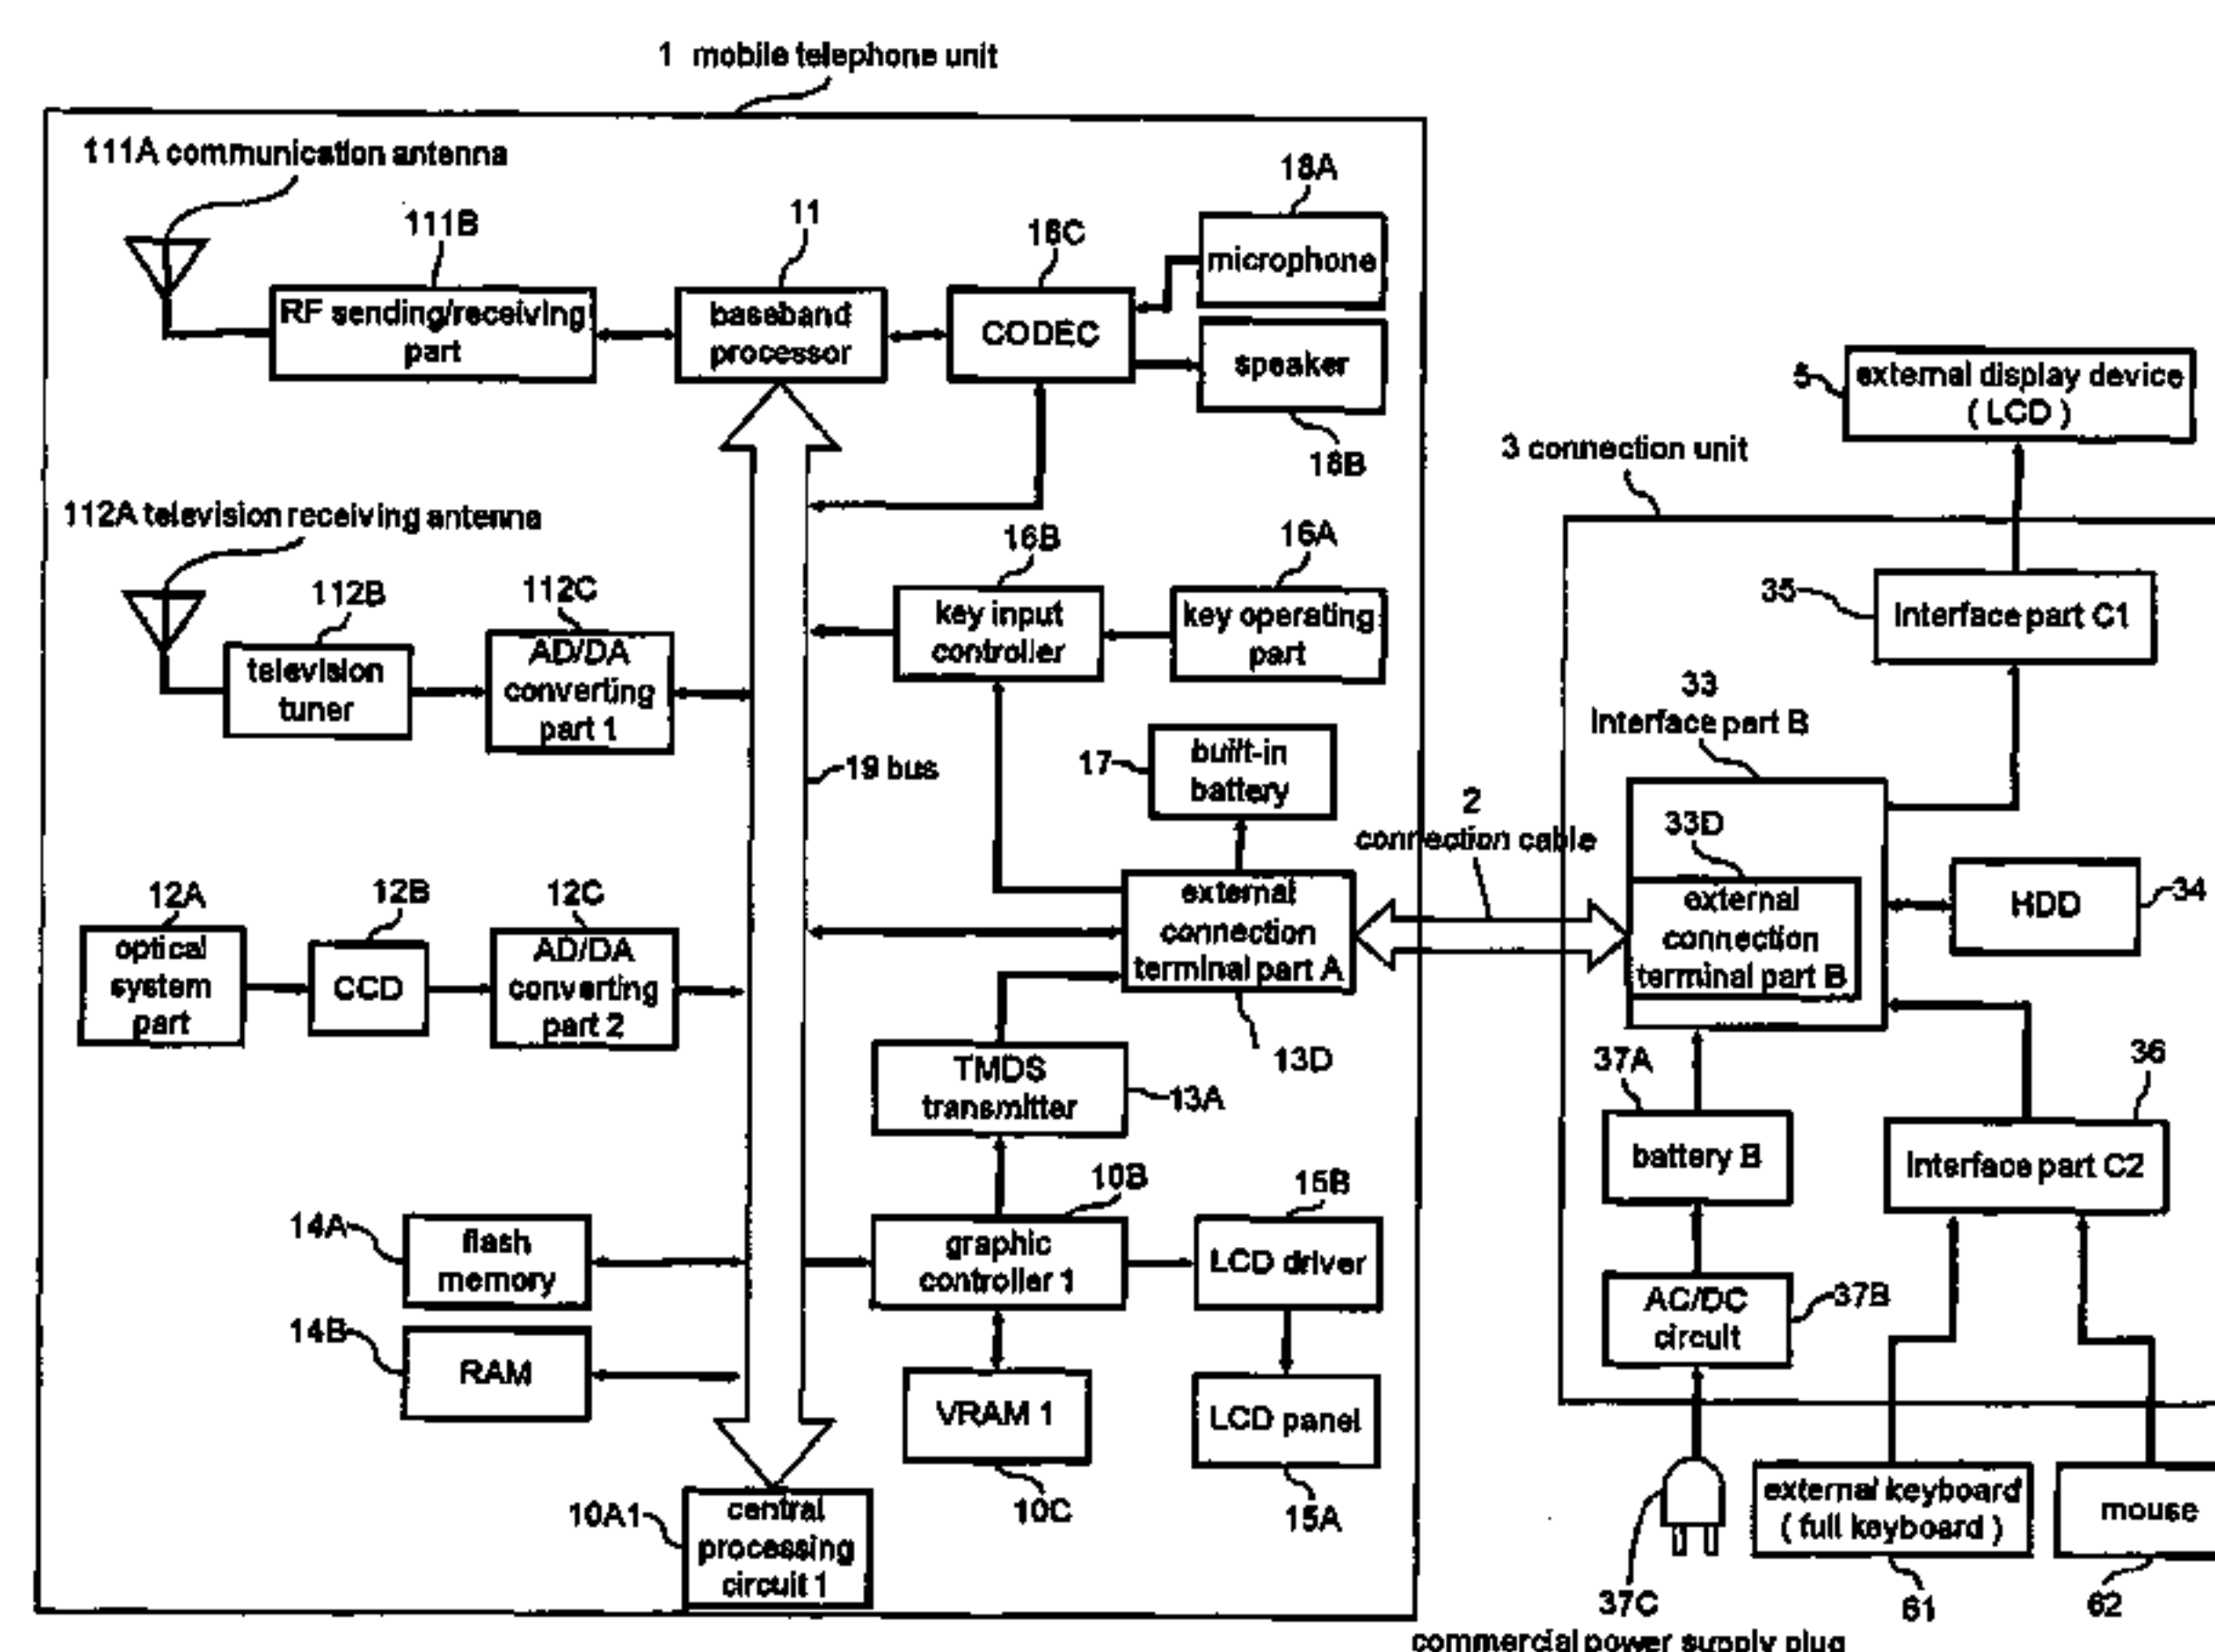 1 mobile telephone unit
111A communication antenna
111B
11
18C
18A
microphone
RF sending/receiving
part
baseband
processor
CODEC
speaker
18B
112A television receiving antenna
112B
112C
television
tuner
AD/DA
converting
part 1
16B
16A
key input
controller
key operating
part
19 bus
17
built-in
battery
12A
12B
12C
optical
system
part
CCD
AD/DA
converting
part 2
external
connection
terminal part A
13D
TMDS
transmitter
13A
14A
flash
memory
14B
RAM
10B
graphic
controller 1
15B
LCD driver
VRAM 1
10C
LCD panel
15A
10A1
central
processing
circuit 1
2
connection cable
3 connection unit
5
external display device
( LCD )
35
Interface part C1
33
Interface part B
33D
external
connection
terminal part B
HDD
34
37A
battery B
36
Interface part C2
AC/DC
circuit
37B
37C
commercial power supply plug
external keyboard
( full keyboard )
61
mouse
62